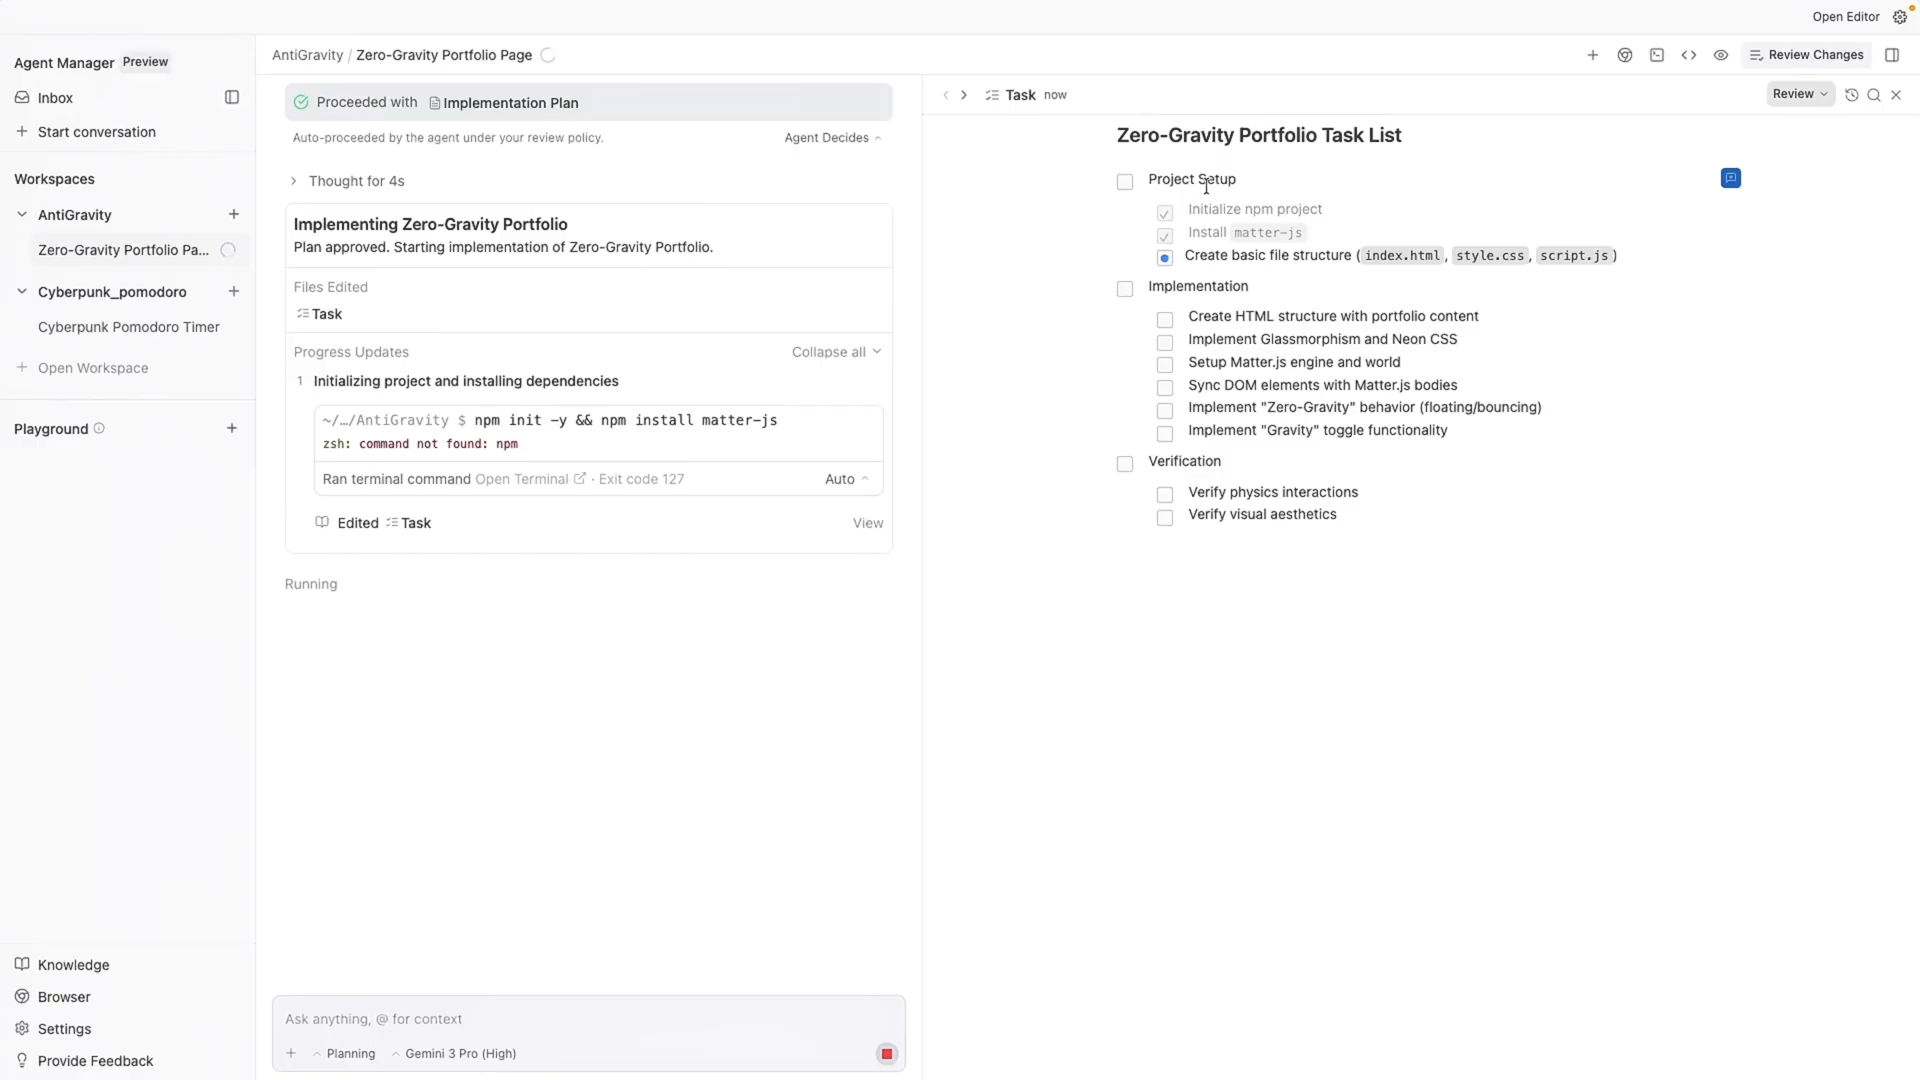 Open Editor
Agent Manager Preview
Inbox
Start conversation
Workspaces
AntiGravity
Zero-Gravity Portfolio Pa...
Cyberpunk_pomodoro
Cyberpunk Pomodoro Timer
Open Workspace
Playground
Knowledge
Browser
Settings
Provide Feedback
AntiGravity / Zero-Gravity Portfolio Page
Review Changes
Proceeded with Implementation Plan
Auto-proceeded by the agent under your review policy. Agent Decides
Thought for 4s
Implementing Zero-Gravity Portfolio
Plan approved. Starting implementation of Zero-Gravity Portfolio.
Files Edited
Task
Progress Updates Collapse all
1 Initializing project and installing dependencies
~/…/AntiGravity $ npm init -y && npm install matter-js
zsh: command not found: npm
Ran terminal command Open Terminal · Exit code 127 Auto
Edited Task View
Running
Ask anything, @ for context
Planning Gemini 3 Pro (High)
Task now Review
Zero-Gravity Portfolio Task List
Project Setup
Initialize npm project
Install matter-js
Create basic file structure (index.html, style.css, script.js)
Implementation
Create HTML structure with portfolio content
Implement Glassmorphism and Neon CSS
Setup Matter.js engine and world
Sync DOM elements with Matter.js bodies
Implement "Zero-Gravity" behavior (floating/bouncing)
Implement "Gravity" toggle functionality
Verification
Verify physics interactions
Verify visual aesthetics